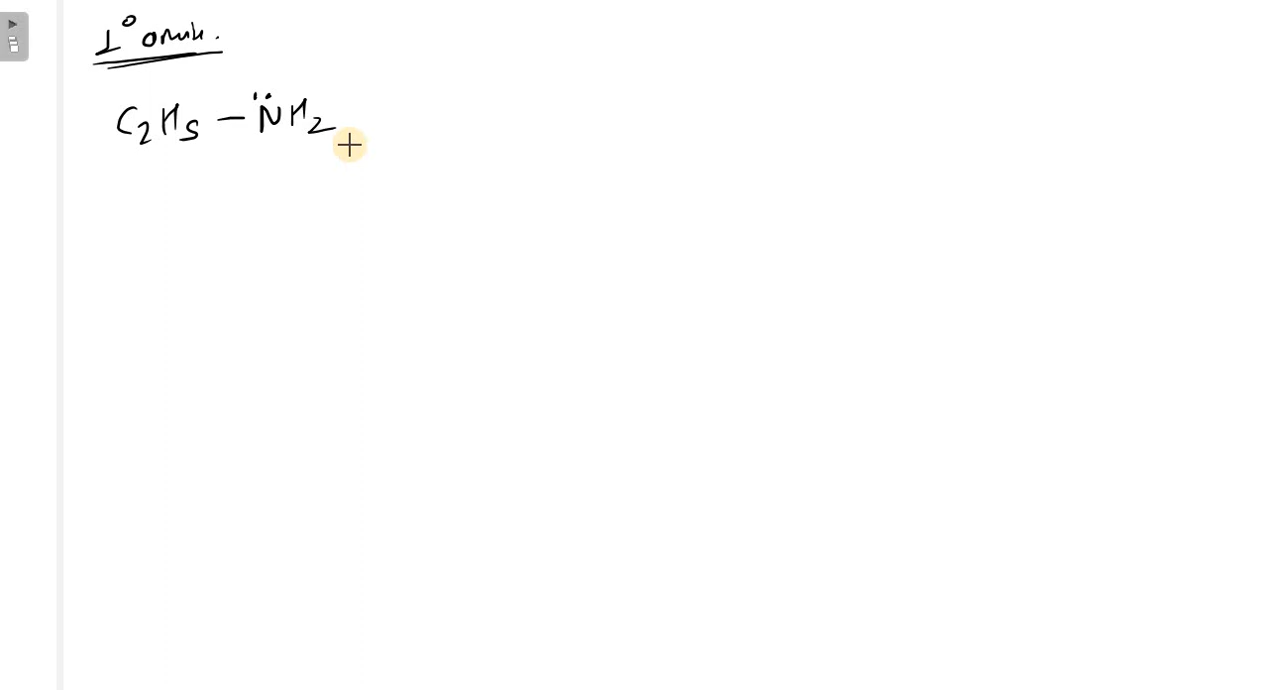 1° amine.
C₂H₅ – N̈H₂